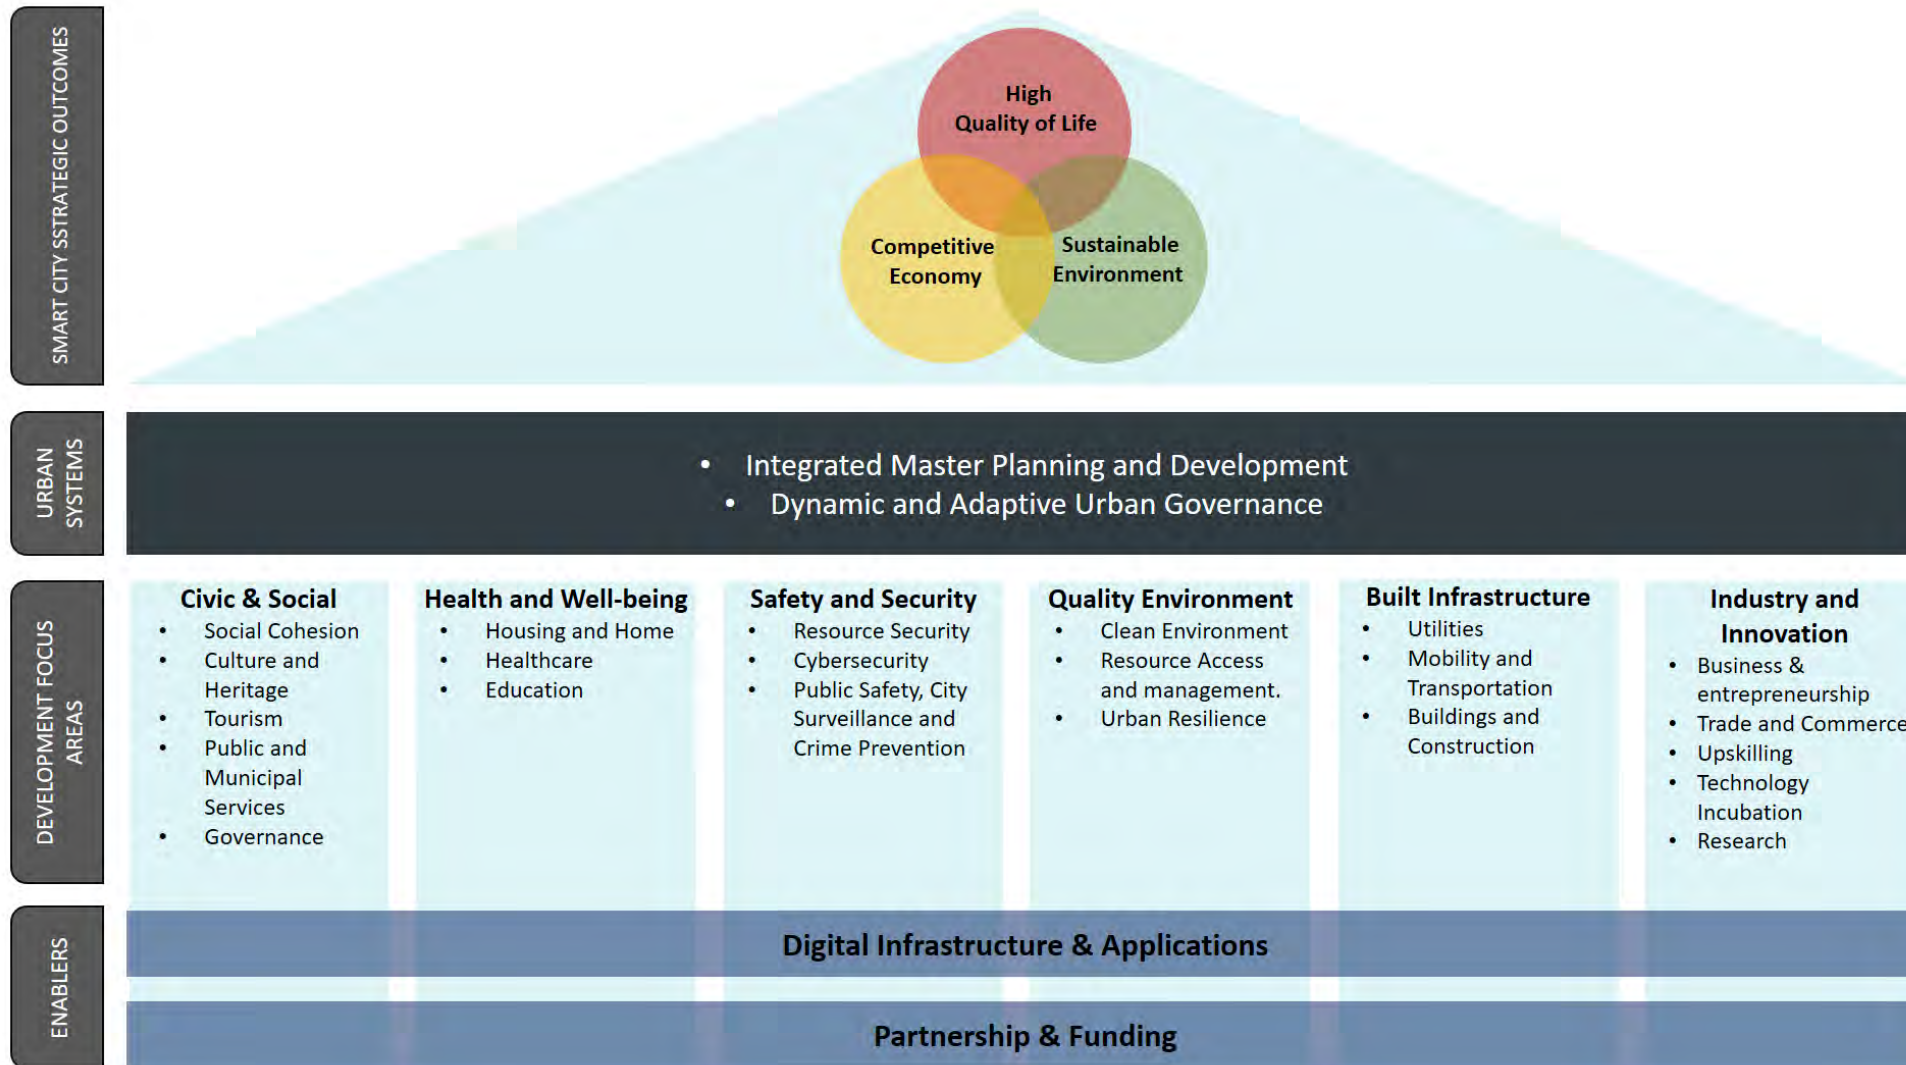 SMART CITY SSTRATEGIC OUTCOMES
High
Quality of Life
Competitive
Economy
Sustainable
Environment
URBAN
SYSTEMS
• Integrated Master Planning and Development
• Dynamic and Adaptive Urban Governance
DEVELOPMENT FOCUS
AREAS
Civic & Social
• Social Cohesion
• Culture and
Heritage
• Tourism
• Public and
Municipal
Services
• Governance
Health and Well-being
• Housing and Home
• Healthcare
• Education
Safety and Security
• Resource Security
• Cybersecurity
• Public Safety, City
Surveillance and
Crime Prevention
Quality Environment
• Clean Environment
• Resource Access
and management.
• Urban Resilience
Built Infrastructure
• Utilities
• Mobility and
Transportation
• Buildings and
Construction
Industry and
Innovation
• Business &
entrepreneurship
• Trade and Commerce
• Upskilling
• Technology
Incubation
• Research
ENABLERS
Digital Infrastructure & Applications
Partnership & Funding